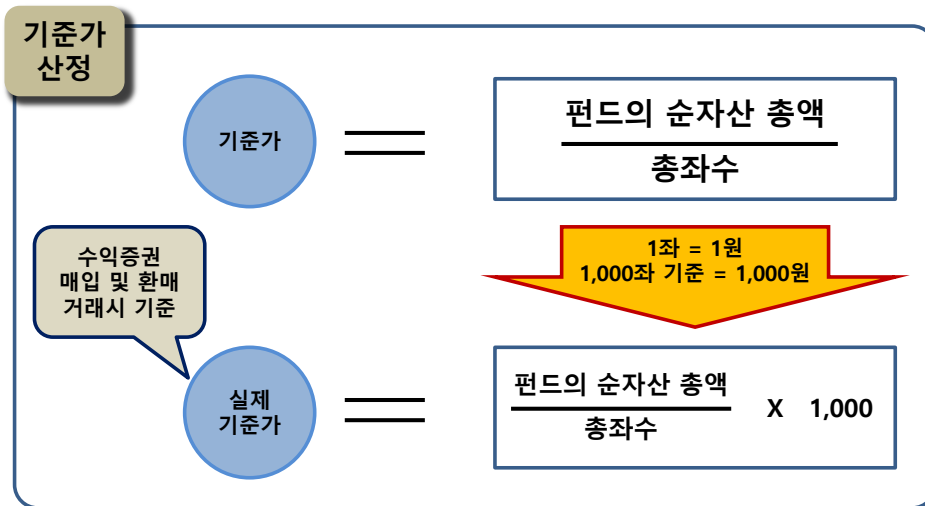 기준가
산정
기준가
펀드의 순자산 총액
총좌수
1좌 = 1원
1,000좌 기준 = 1,000원
수익증권
매입 및 환매
거래시 기준
실제
기준가
펀드의 순자산 총액
총좌수
X 1,000